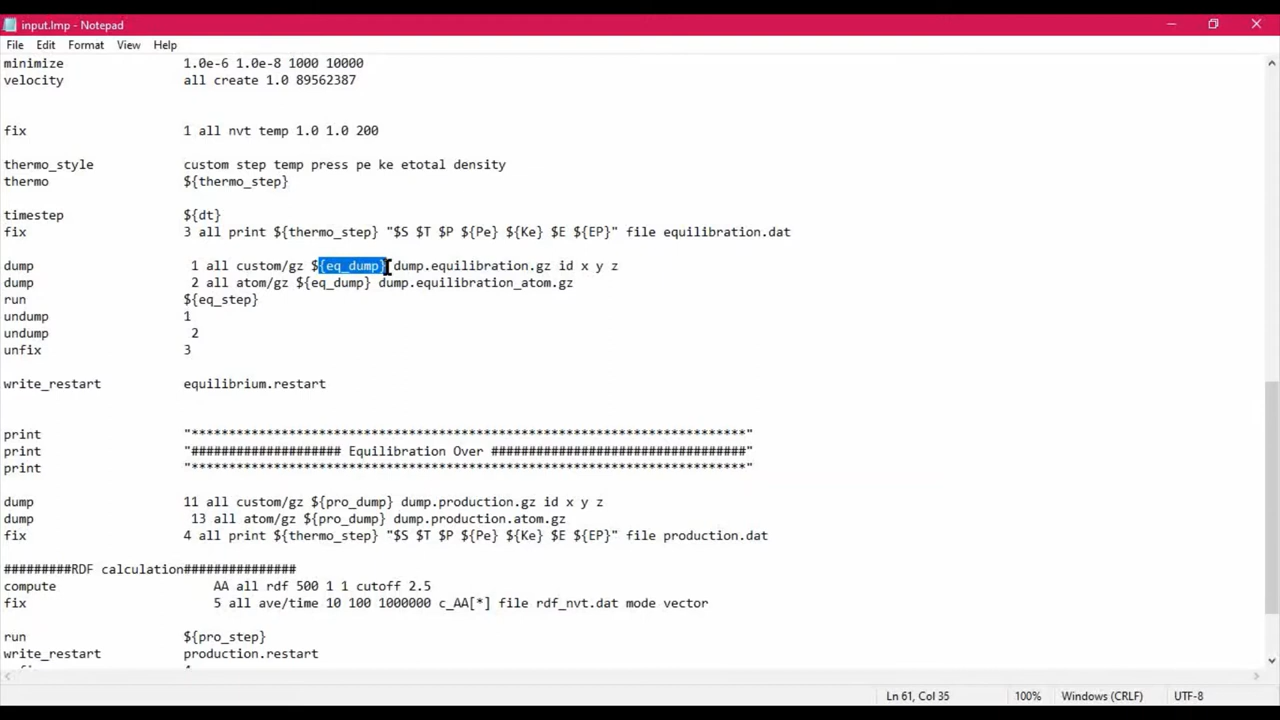 input.lmp - Notepad
File Edit Format View Help
minimize 1.0e-6 1.0e-8 1000 10000
velocity all create 1.0 89562387
fix 1 all nvt temp 1.0 1.0 200
thermo_style custom step temp press pe ke etotal density
thermo ${thermo_step}
timestep ${dt}
fix 3 all print ${thermo_step} "$S $T $P ${Pe} ${Ke} $E ${EP}" file equilibration.dat
dump 1 all custom/gz ${eq_dump} dump.equilibration.gz id x y z
dump 2 all atom/gz ${eq_dump} dump.equilibration_atom.gz
run ${eq_step}
undump 1
undump 2
unfix 3
write_restart equilibrium.restart
print "**************************************************************************"
print "#################### Equilibration Over ##################################"
print "**************************************************************************"
dump 11 all custom/gz ${pro_dump} dump.production.gz id x y z
dump 13 all atom/gz ${pro_dump} dump.production.atom.gz
fix 4 all print ${thermo_step} "$S $T $P ${Pe} ${Ke} $E ${EP}" file production.dat
#########RDF calculation###############
compute AA all rdf 500 1 1 cutoff 2.5
fix 5 all ave/time 10 100 1000000 c_AA[*] file rdf_nvt.dat mode vector
run ${pro_step}
write_restart production.restart
Ln 61, Col 35 100% Windows (CRLF) UTF-8